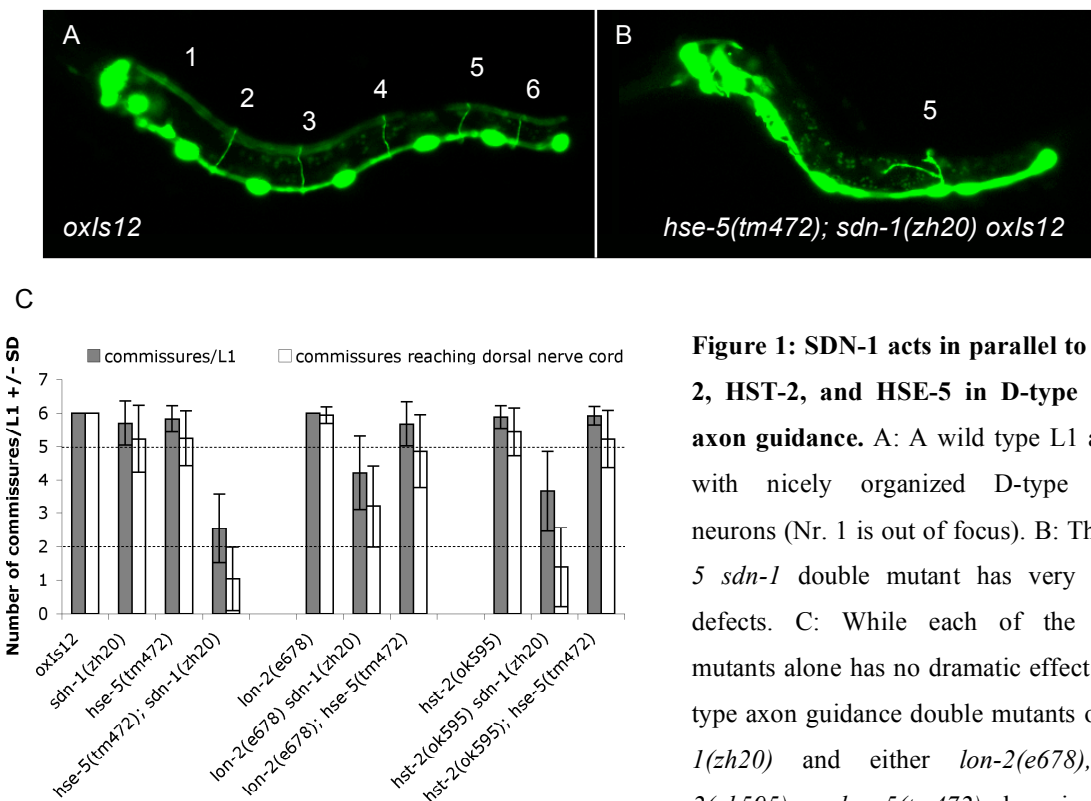 A
B
1
2
3
4
5
6
5
oxIs12
hse-5(tm472); sdn-1(zh20) oxIs12
C
Number of commissures/L1 +/- SD
commissures/L1
commissures reaching dorsal nerve cord
7
6
5
4
3
2
1
0
oxIs12
sdn-1(zh20)
hse-5(tm472)
hse-5(tm472); sdn-1(zh20)
lon-2(e678)
lon-2(e678) sdn-1(zh20)
lon-2(e678); hse-5(tm472)
hst-2(ok595)
hst-2(ok595) sdn-1(zh20)
hst-2(ok595); hse-5(tm472)
Figure 1: SDN-1 acts in parallel to
2, HST-2, and HSE-5 in D-type
axon guidance. A: A wild type L1 a
with nicely organized D-type
neurons (Nr. 1 is out of focus). B: Th
5 sdn-1 double mutant has very
defects. C: While each of the
mutants alone has no dramatic effect
type axon guidance double mutants o
1(zh20) and either lon-2(e678),